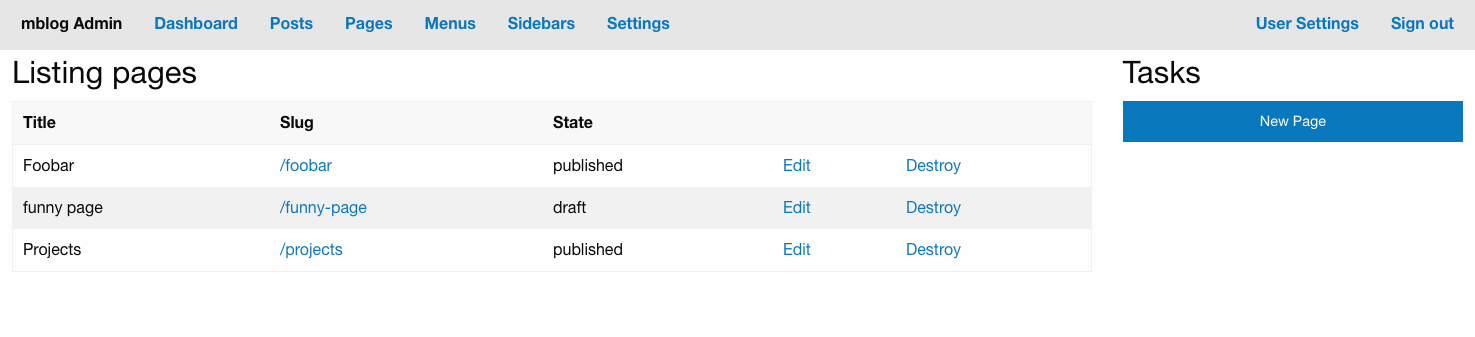 mblog Admin Dashboard Posts Pages Menus Sidebars Settings User Settings Sign out
Listing pages
Title Slug State
Foobar /foobar published Edit Destroy
funny page /funny-page draft Edit Destroy
Projects /projects published Edit Destroy
Tasks
New Page